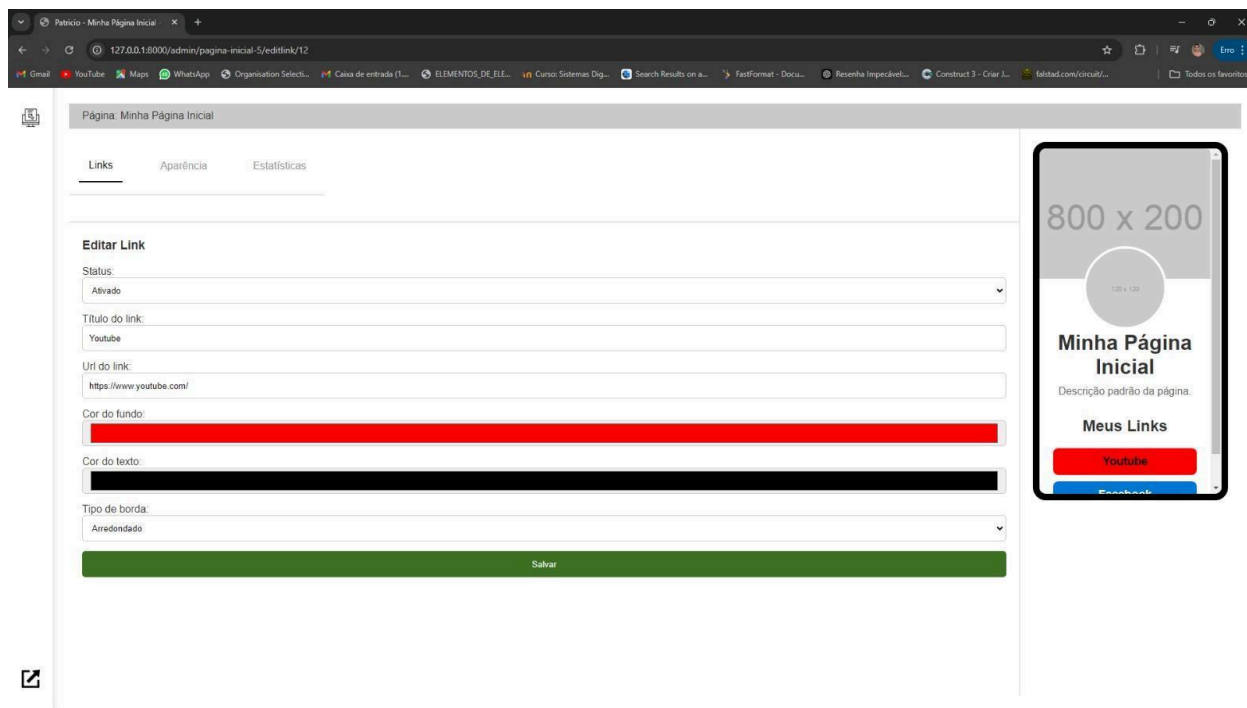 Patricio - Minha Página Inicial
127.0.0.1:8000/admin/pagina-inicial-5/editlink/12
Erro
Gmail YouTube Maps WhatsApp Organisation Selecti... Caixa de entrada (1.... ELEMENTOS_DE_ELE... Curso: Sistemas Dig... Search Results on a... FastFormat - Docu... Resenha Impecável:... Construct 3 - Criar J... falstad.com/circuit/... Todos os favoritos
Página: Minha Página Inicial
Links Aparência Estatísticas
Editar Link
Status:
Ativado
Título do link:
Youtube
Url do link:
https://www.youtube.com/
Cor do fundo:
Cor do texto:
Tipo de borda:
Arredondado
Salvar
800 x 200
120 x 120
Minha Página
Inicial
Descrição padrão da página.
Meus Links
Youtube
Facebook